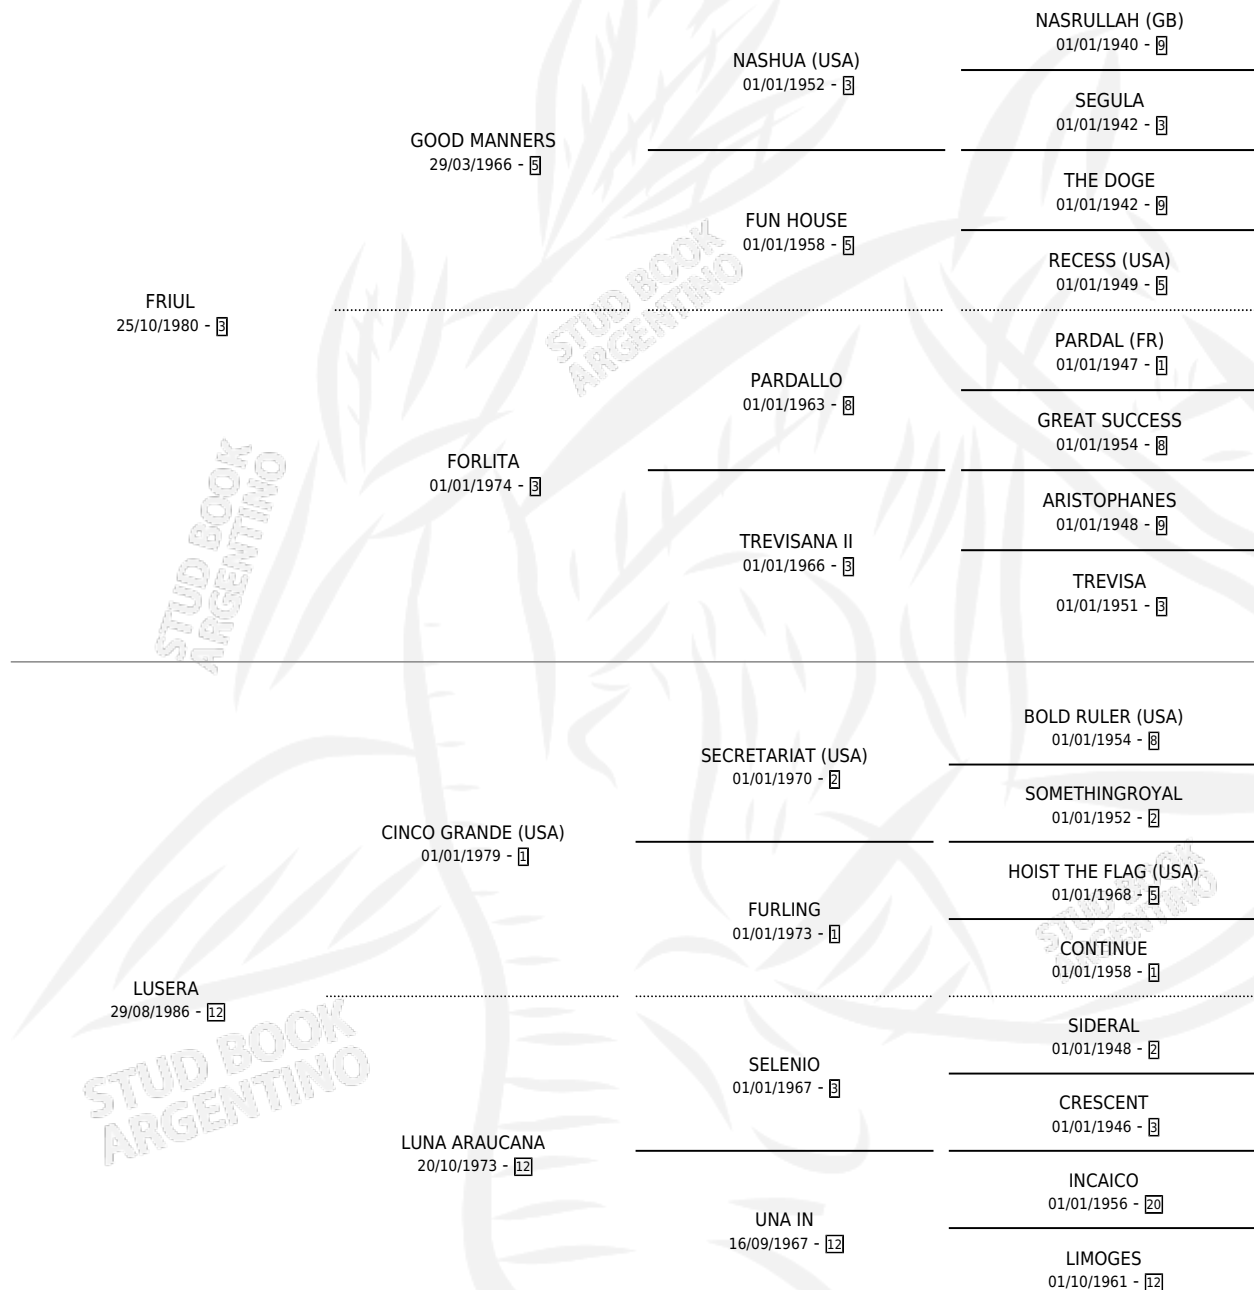 NASRULLAH (GB)
01/01/1940 - 9
NASHUA (USA)
01/01/1952 - 3
SEGULA
01/01/1942 - 3
GOOD MANNERS
29/03/1966 - 5
THE DOGE
01/01/1942 - 9
FUN HOUSE
01/01/1958 - 5
RECESS (USA)
01/01/1949 - 5
FRIUL
25/10/1980 - 3
PARDAL (FR)
01/01/1947 - 1
PARDALLO
01/01/1963 - 8
GREAT SUCCESS
01/01/1954 - 8
FORLITA
01/01/1974 - 3
ARISTOPHANES
01/01/1948 - 9
TREVISANA II
01/01/1966 - 3
TREVISA
01/01/1951 - 3
BOLD RULER (USA)
01/01/1954 - 8
SECRETARIAT (USA)
01/01/1970 - 2
SOMETHINGROYAL
01/01/1952 - 2
CINCO GRANDE (USA)
01/01/1979 - 1
HOIST THE FLAG (USA)
01/01/1968 - 5
FURLING
01/01/1973 - 1
CONTINUE
01/01/1958 - 1
LUSERA
29/08/1986 - 12
SIDERAL
01/01/1948 - 2
SELENIO
01/01/1967 - 3
CRESCENT
01/01/1946 - 3
LUNA ARAUCANA
20/10/1973 - 12
INCAICO
01/01/1956 - 20
UNA IN
16/09/1967 - 12
LIMOGES
01/10/1961 - 12
STUD BOOK
ARGENTINO
STUD BOOK
ARGENTINO
STUD BOOK
ARGENTINO
STUD BOOK
ARGENTINO